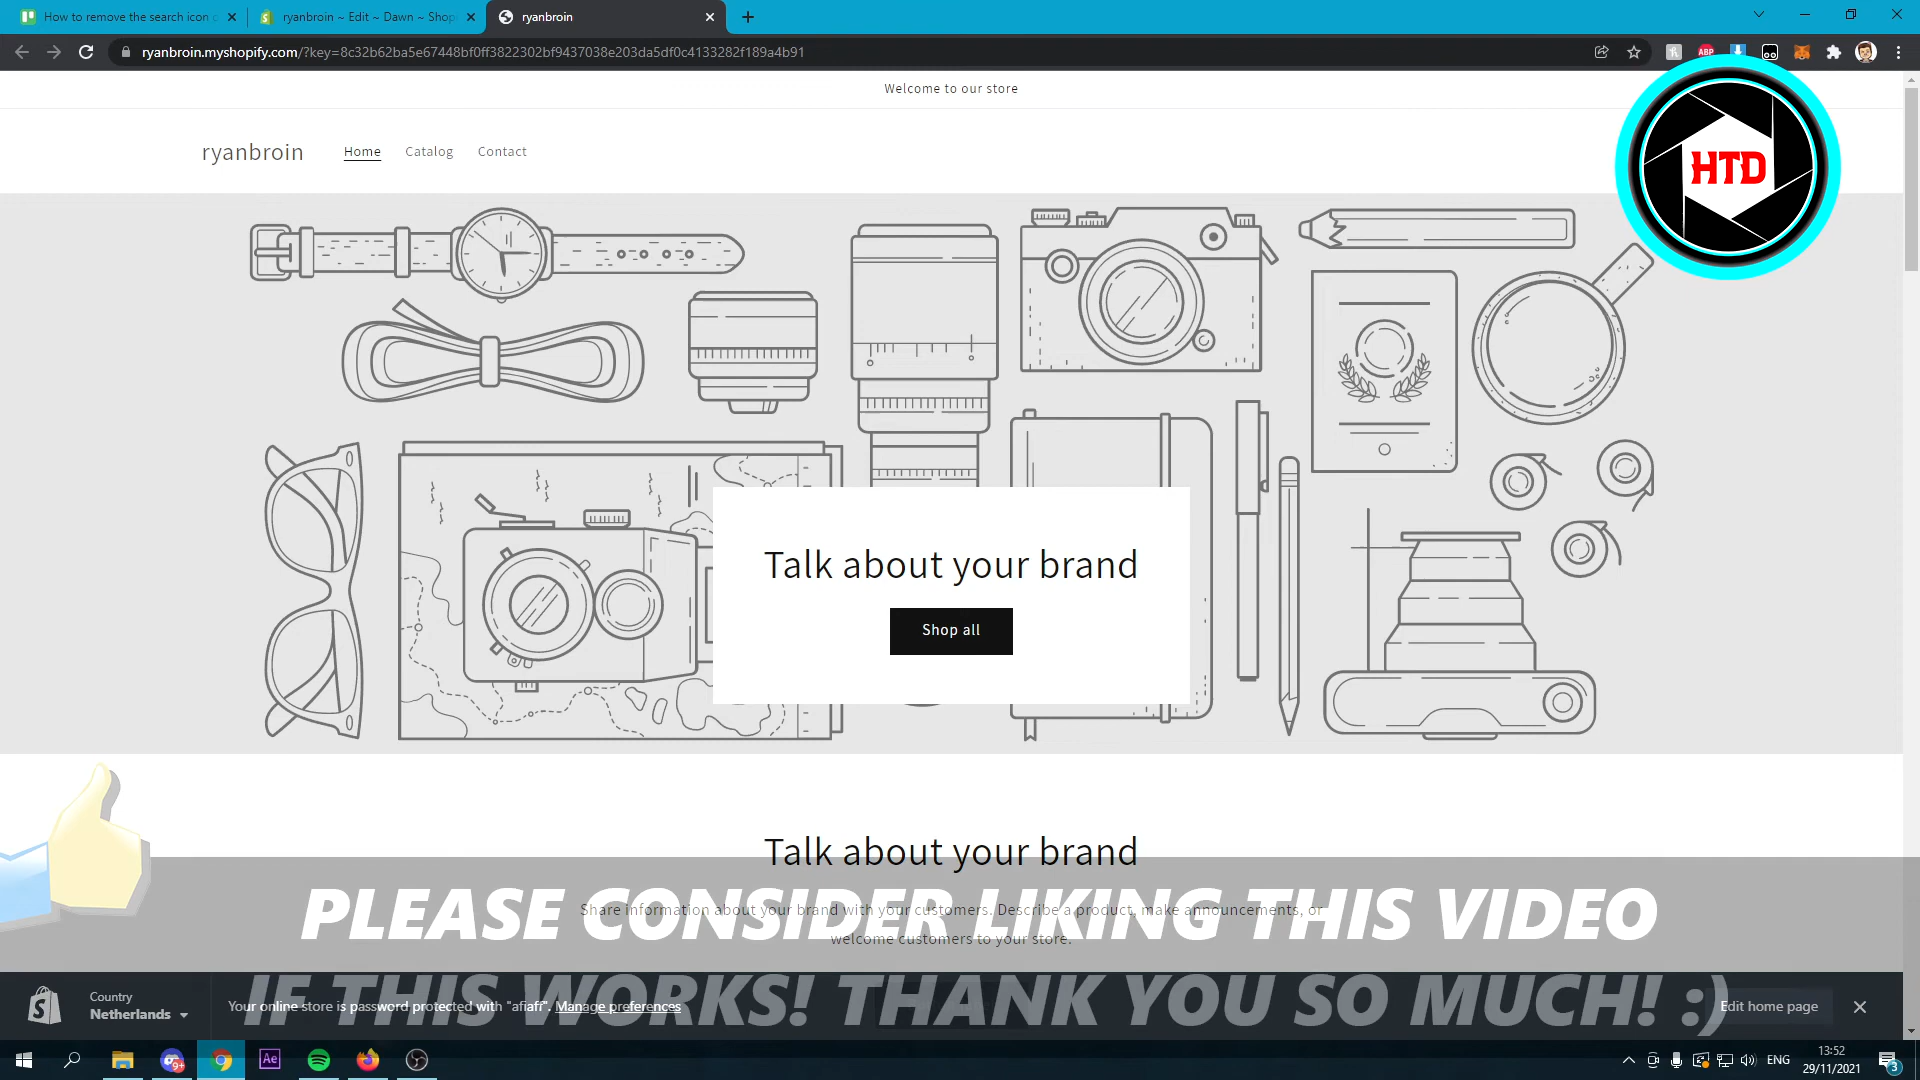 How to remove the search icon
ryanbroin ~ Edit ~ Dawn ~ Shop
ryanbroin
ryanbroin.myshopify.com/?key=8c32b62ba5e67448bf0ff3822302bf9437038e203da5df0c4133282f189a4b91
ABP
Welcome to our store
ryanbroin
Home
Catalog
Contact
HTD
Talk about your brand
Shop all
Talk about your brand
Share information about your brand with your customers. Describe a product, make announcements, or
welcome customers to your store.
PLEASE CONSIDER LIKING THIS VIDEO
IF THIS WORKS! THANK YOU SO MUCH! :)
Country
Netherlands
Your online store is password protected with "afiaff". Manage preferences
Edit home page
9+
Ae
ENG
13:52
29/11/2021
3